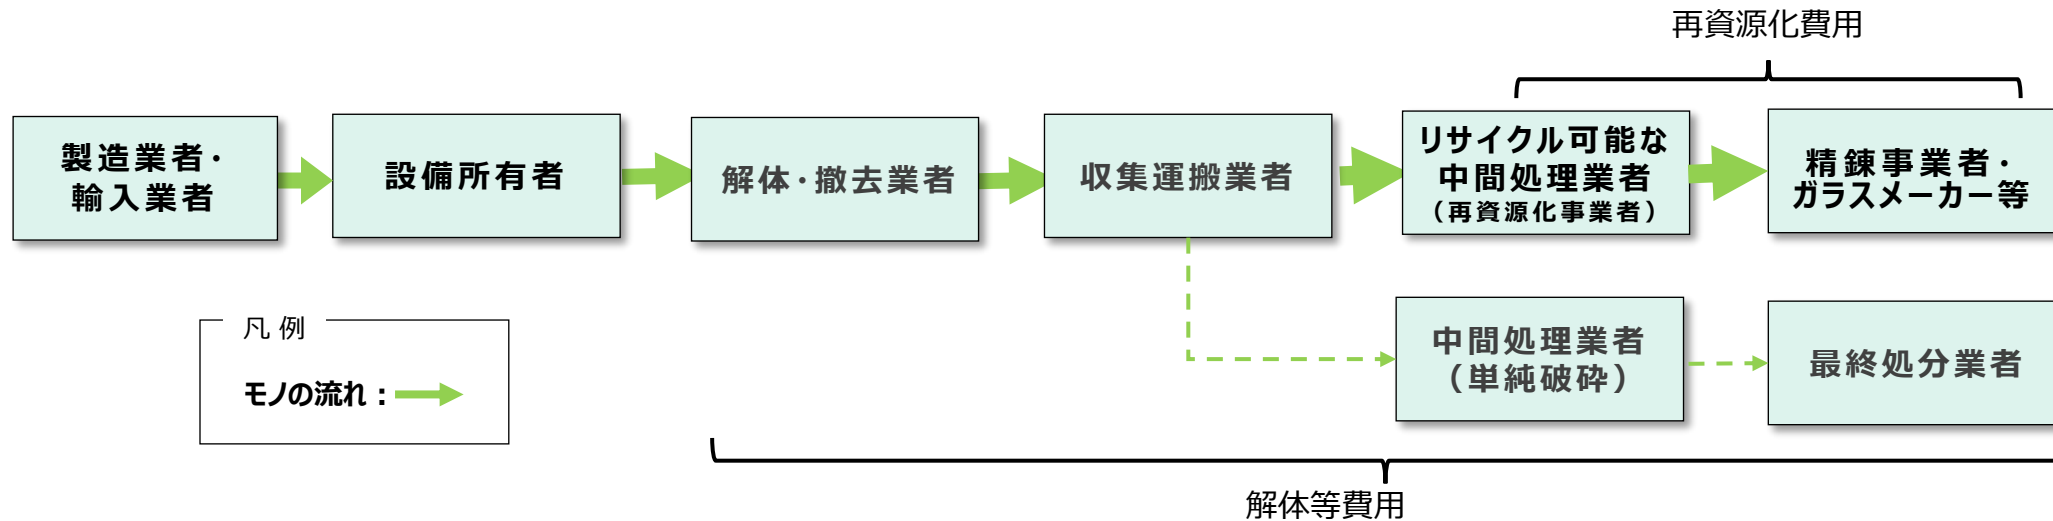 再資源化費用
製造業者・
輸入業者
設備所有者
解体・撤去業者
収集運搬業者
リサイクル可能な
中間処理業者
（再資源化事業者）
精錬事業者・
ガラスメーカー等
凡例
モノの流れ：
中間処理業者
（単純破砕）
最終処分業者
解体等費用